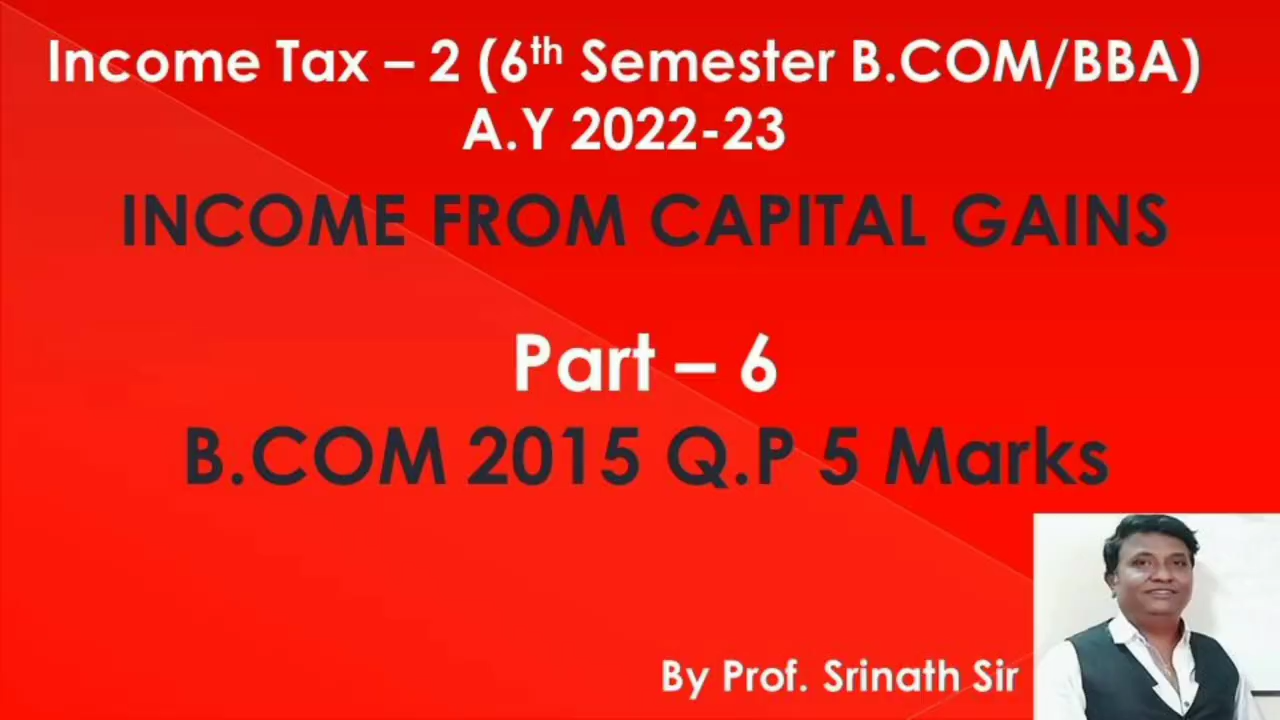 Income Tax – 2 (6th Semester B.COM/BBA)
A.Y 2022-23
INCOME FROM CAPITAL GAINS
Part – 6
B.COM 2015 Q.P 5 Marks
By Prof. Srinath Sir